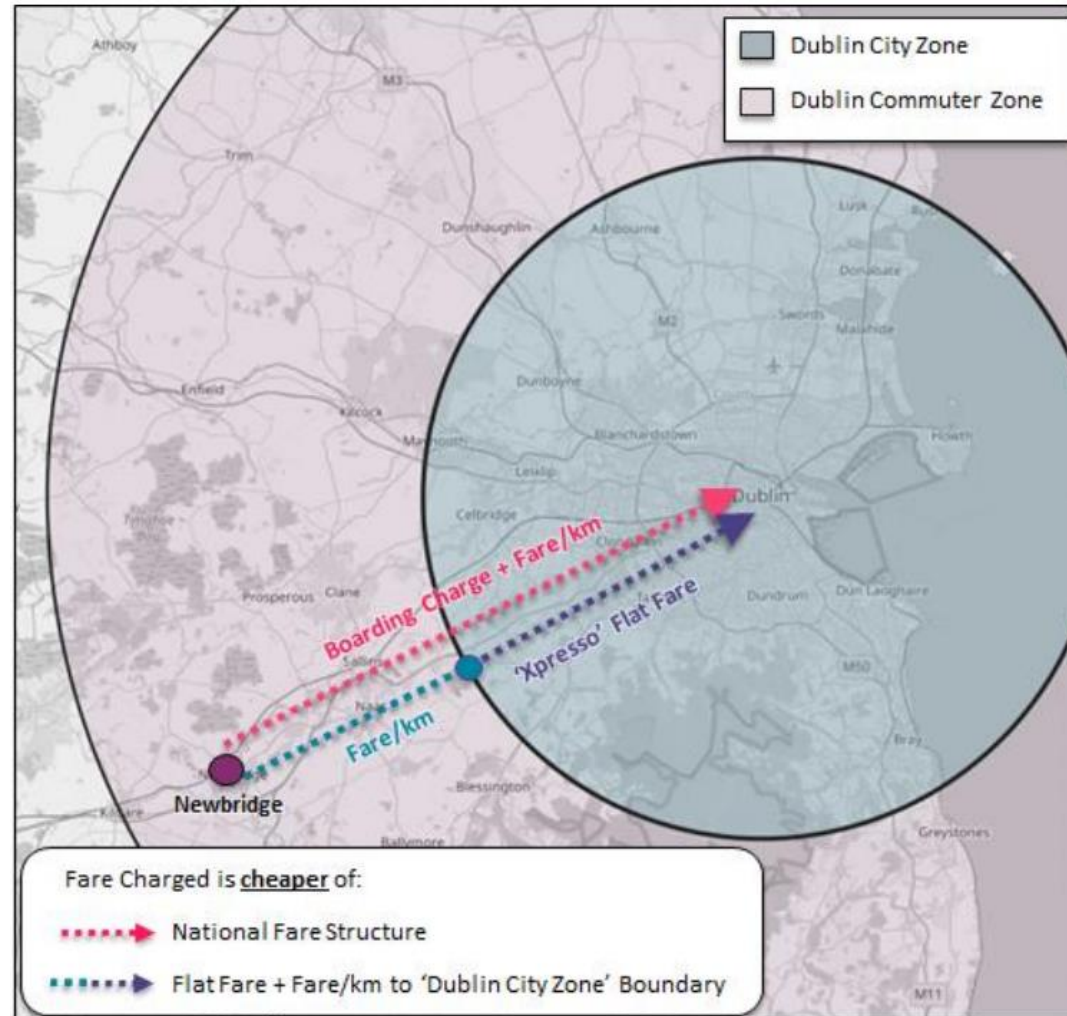 Athboy
M3
Dublin City Zone
Dublin Commuter Zone
Trim
Dunshaughlin
Ashbourne
Lusk
Donabate
M2
Swords
Malahide
Dunboyne
Enfield
Kilcock
Maynooth
Blanchardstown
Howth
Leixlip
Celbridge
Dublin
Boarding Charge + Fare/km
Prosperous
Clane
Dundrum
Dun Laoghaire
'Xpresso' Flat Fare
M50
Fare/km
Bray
Newbridge
Blessington
Ballymore
Greystones
Fare Charged is cheaper of:
National Fare Structure
Flat Fare + Fare/km to 'Dublin City Zone' Boundary
M11